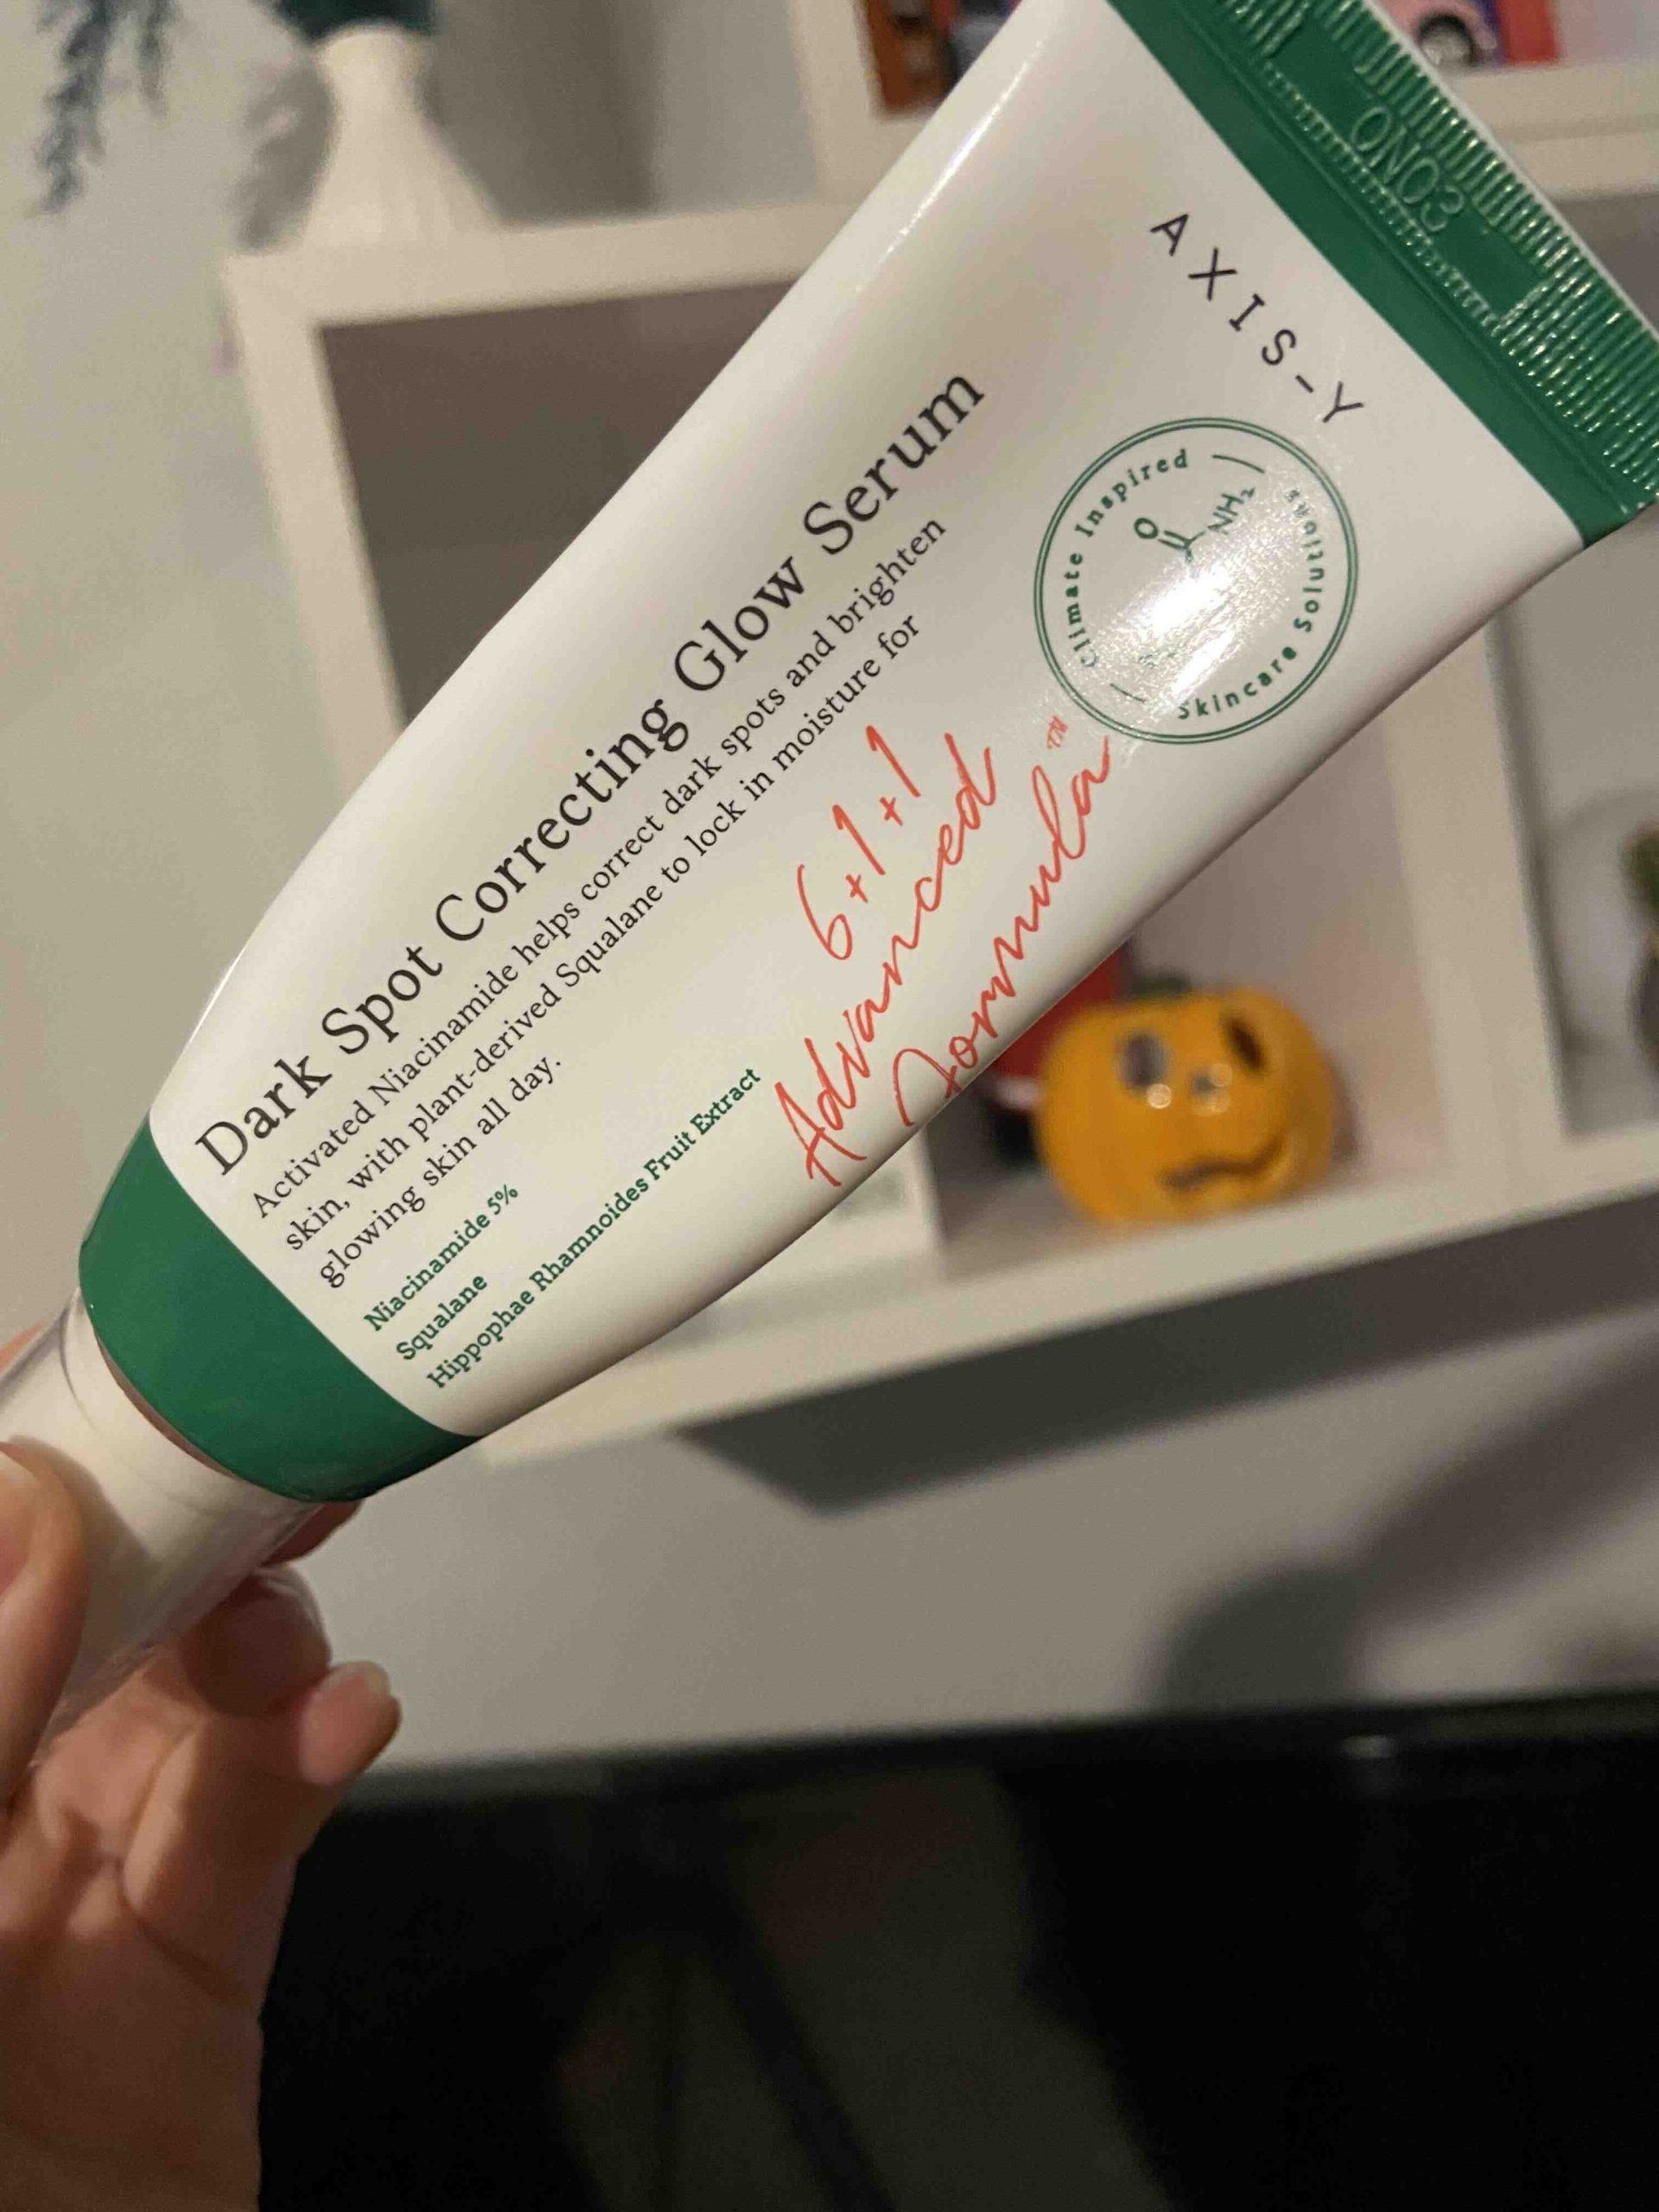 0N03
AXIS-Y
Climate Inspired
Skincare Solutions
O
NH2
Dark Spot Correcting Glow Serum
Activated Niacinamide helps correct dark spots and brighten
skin, with plant-derived Squalane to lock in moisture for
glowing skin all day.
Niacinamide 5%
Squalane
Hippophae Rhamnoides Fruit Extract
6+1+1
Advanced
Formula™